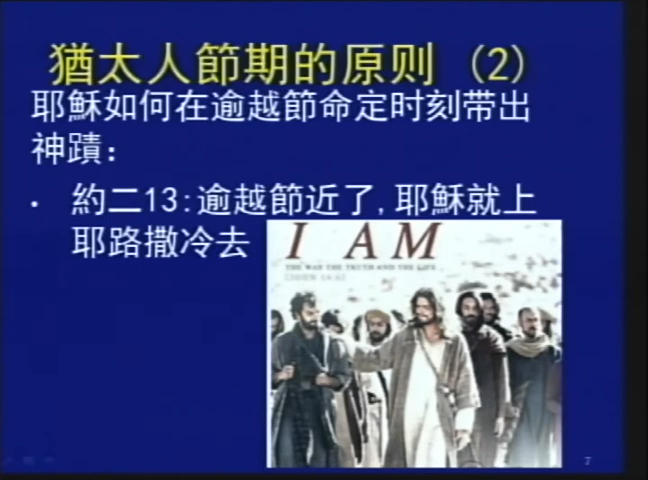 猶太人節期的原则 (2)
耶穌如何在逾越節命定时刻带出
神蹟：
• 約二13:逾越節近了,耶穌就上
耶路撒冷去
I AM
THE WAY THE TRUTH AND THE LIFE
7